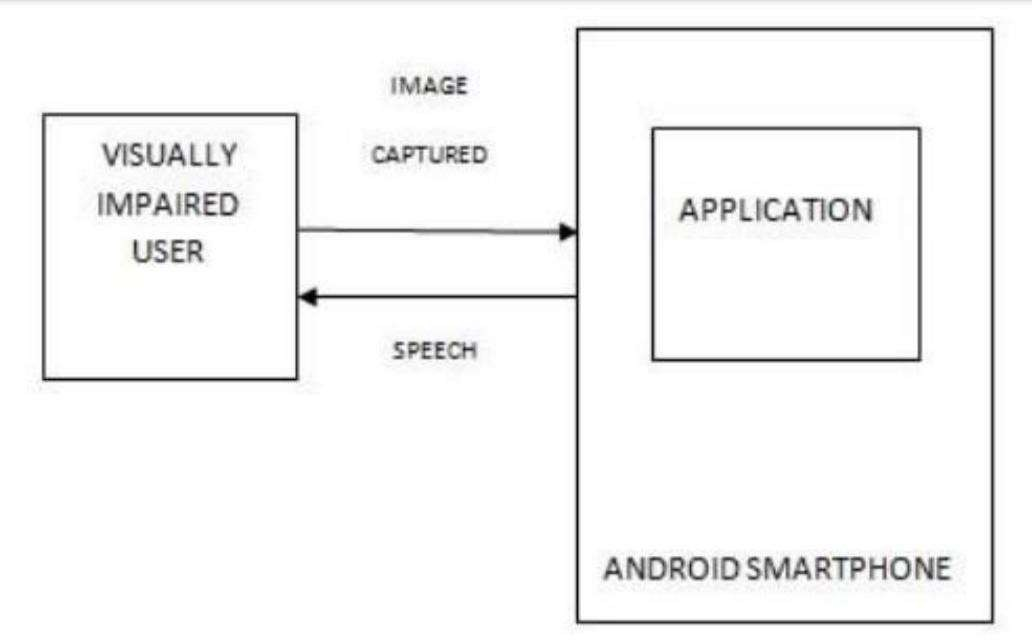 VISUALLY
IMPAIRED
USER
IMAGE
CAPTURED
SPEECH
APPLICATION
ANDROID SMARTPHONE